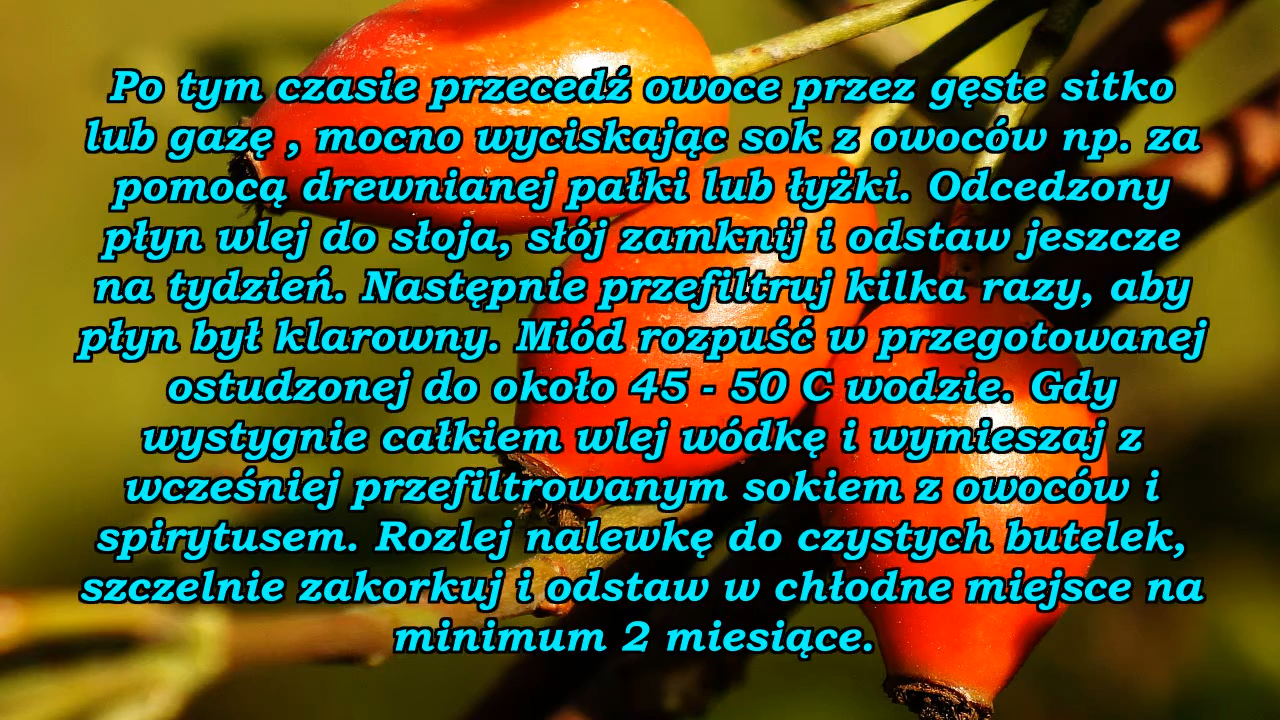 Po tym czasie przecedź owoce przez gęste sitko
lub gazę , mocno wyciskając sok z owoców np. za
pomocą drewnianej pałki lub łyżki. Odcedzony
płyn wlej do słoja, słój zamknij i odstaw jeszcze
na tydzień. Następnie przefiltruj kilka razy, aby
płyn był klarowny. Miód rozpuść w przegotowanej
ostudzonej do około 45 - 50 C wodzie. Gdy
wystygnie całkiem wlej wódkę i wymieszaj z
wcześniej przefiltrowanym sokiem z owoców i
spirytusem. Rozlej nalewkę do czystych butelek,
szczelnie zakorkuj i odstaw w chłodne miejsce na
minimum 2 miesiące.